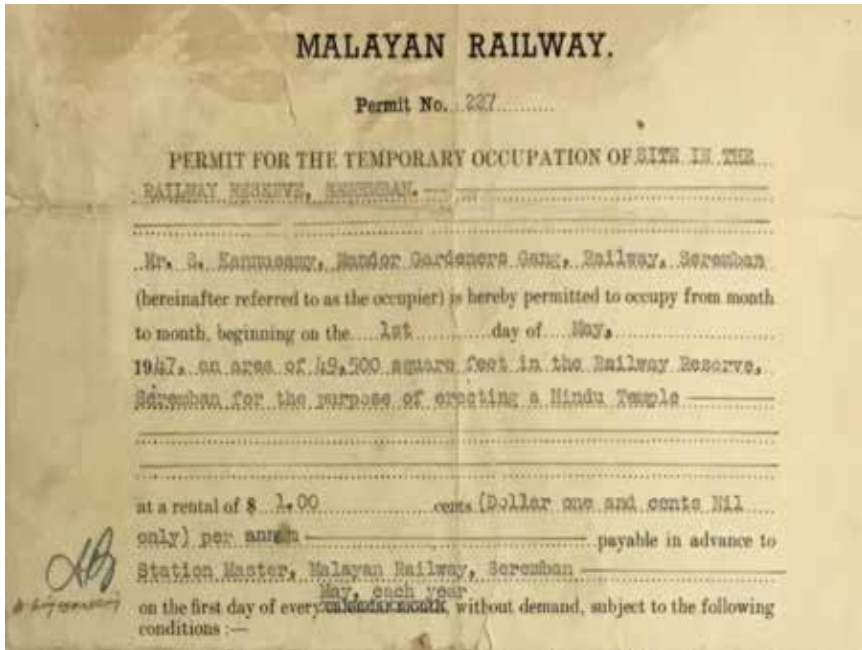 MALAYAN RAILWAY.
Permit No. 227
PERMIT FOR THE TEMPORARY OCCUPATION OF SITE IN THE
RAILWAY RESERVE, SEREMBAN.
Mr. S. Kannusamy, Mandor Gardeners Gang, Railway, Seremban
(hereinafter referred to as the occupier) is hereby permitted to occupy from month
to month, beginning on the 1st day of May,
1947, an area of 49,500 square feet in the Railway Reserve,
Seremban for the purpose of erecting a Hindu Temple
at a rental of $ 1.00 cents (Dollar one and cents Nil
only) per annum payable in advance to
Station Master, Malayan Railway, Seremban
May, each year
on the first day of every calendar month, without demand, subject to the following
conditions :—